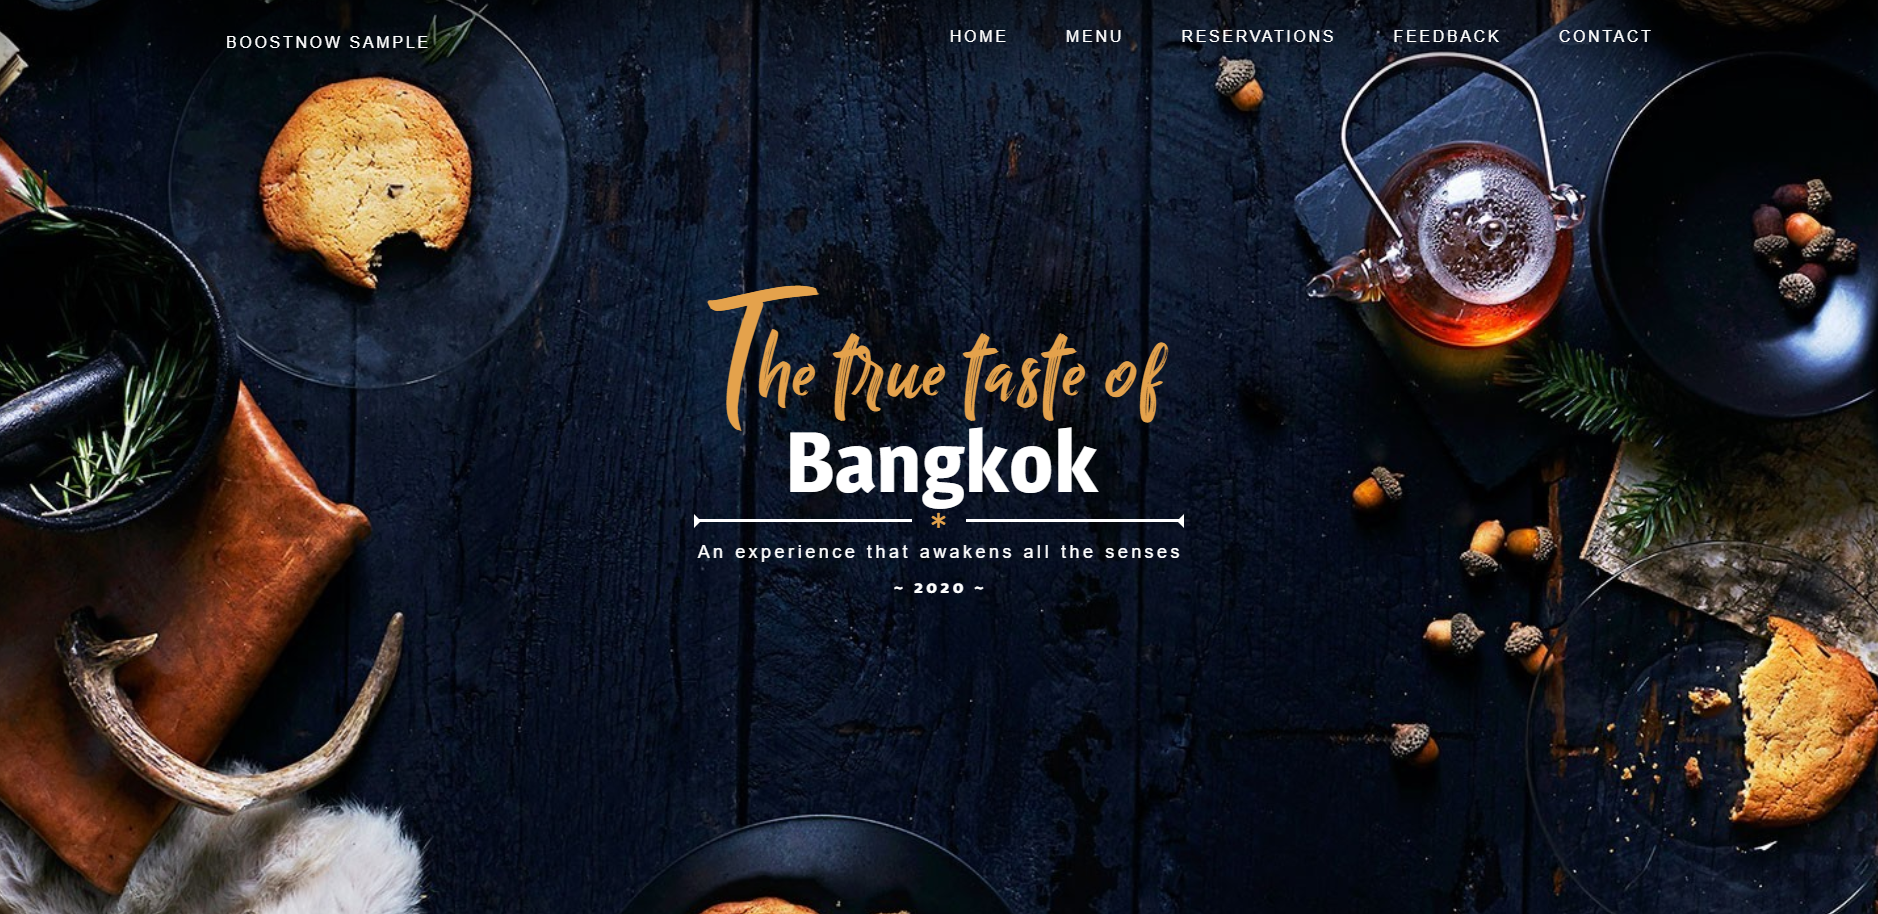 BOOSTNOW SAMPLE
HOME MENU RESERVATIONS FEEDBACK CONTACT
The true taste of
Bangkok
*
An experience that awakens all the senses
~ 2020 ~